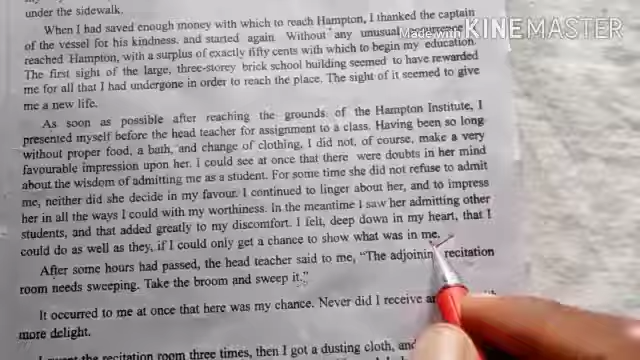 under the sidewalk.
When I had saved enough money with which to reach Hampton, I thanked the captain
of the vessel for his kindness, and started again. Without any unusual
reached Hampton, with a surplus of exactly fifty cents with which to begin my education.
The first sight of the large, three-storey brick school building seemed to have rewarded
me for all that I had undergone in order to reach the place. The sight of it seemed to give
me a new life.
As soon as possible after reaching the grounds of the Hampton Institute, I
presented myself before the head teacher for assignment to a class. Having been so long
without proper food, a bath, and change of clothing, I did not, of course, make a very
favourable impression upon her. I could see at once that there were doubts in her mind
about the wisdom of admitting me as a student. For some time she did not refuse to admit
me, neither did she decide in my favour. I continued to linger about her, and to impress
her in all the ways I could with my worthiness. In the meantime I saw her admitting other
students, and that added greatly to my discomfort. I felt, deep down in my heart, that I
could do as well as they, if I could only get a chance to show what was in me.
After some hours had passed, the head teacher said to me, “The adjoining recitation
room needs sweeping. Take the broom and sweep it.”
It occurred to me at once that here was my chance. Never did I receive
more delight.
the recitation room three times, then I got a dusting cloth, and
Made with KINEMASTER